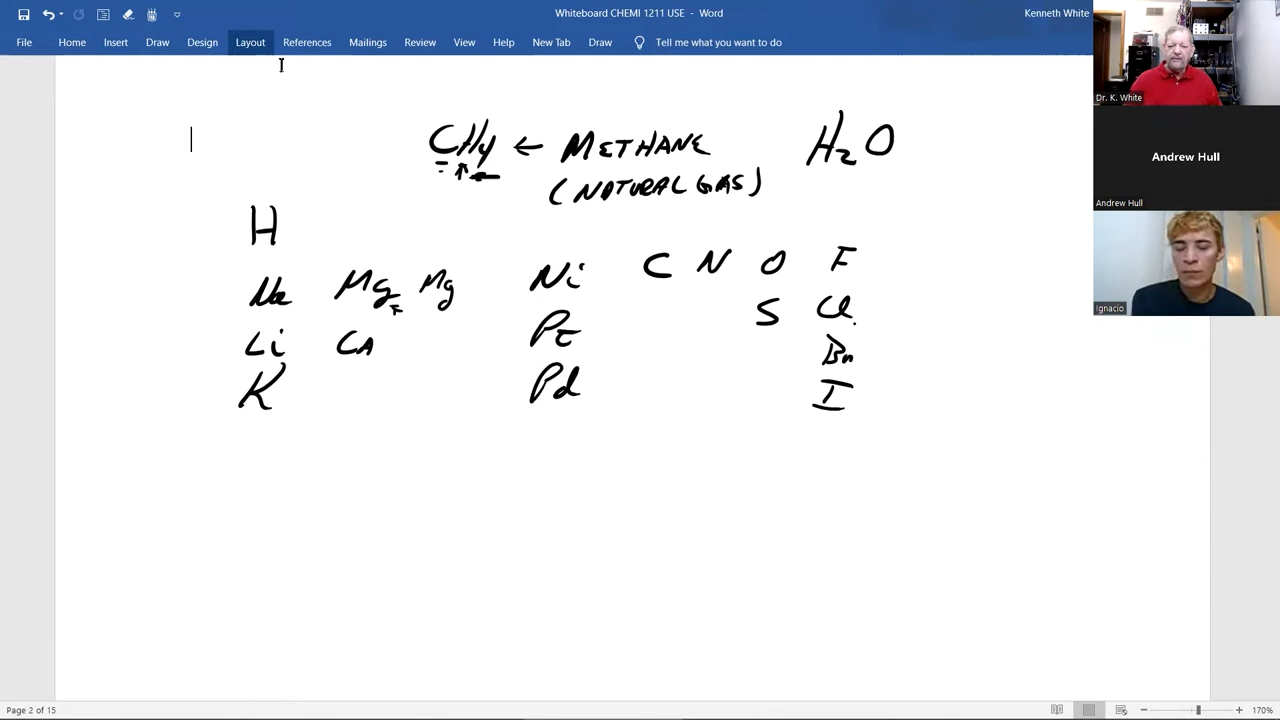 Whiteboard CHEMI 1211 USE - Word
Kenneth White
File Home Insert Draw Design Layout References Mailings Review View Help New Tab Draw Tell me what you want to do
CH4 ← METHANE H2O
(NATURAL GAS)
H
Na Mg Mg Ni C N O F
Li CA Pt S Cl
K Pd Br
I
Dr. K. White
Andrew Hull
Andrew Hull
Ignacio
Page 2 of 15
170%